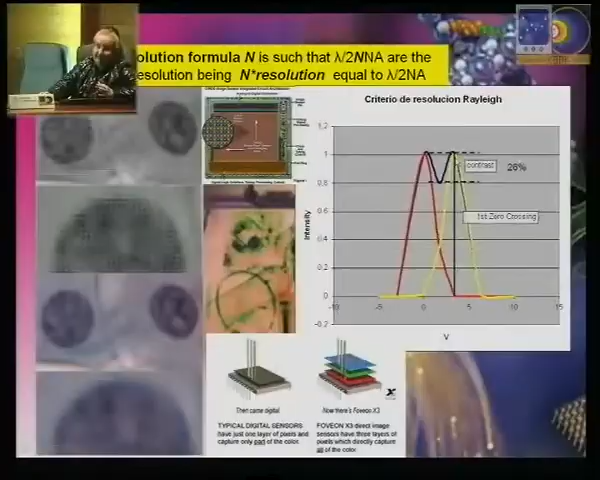 olution formula N is such that λ/2NNA are the
esolution being N*resolution equal to λ/2NA
Criterio de resolucion Rayleigh
Intensity
1,2
1
0,8
0,6
0,4
0,2
0
-0,2
-10
-5
0
5
10
15
V
contrast
26%
1st Zero Crossing
Then came digital
Now there's Foveon X3
TYPICAL DIGITAL SENSORS
have just one layer of pixels and
capture only part of the color.
FOVEON X3 direct image
sensors have three layers of
pixels which directly capture
all of the color.